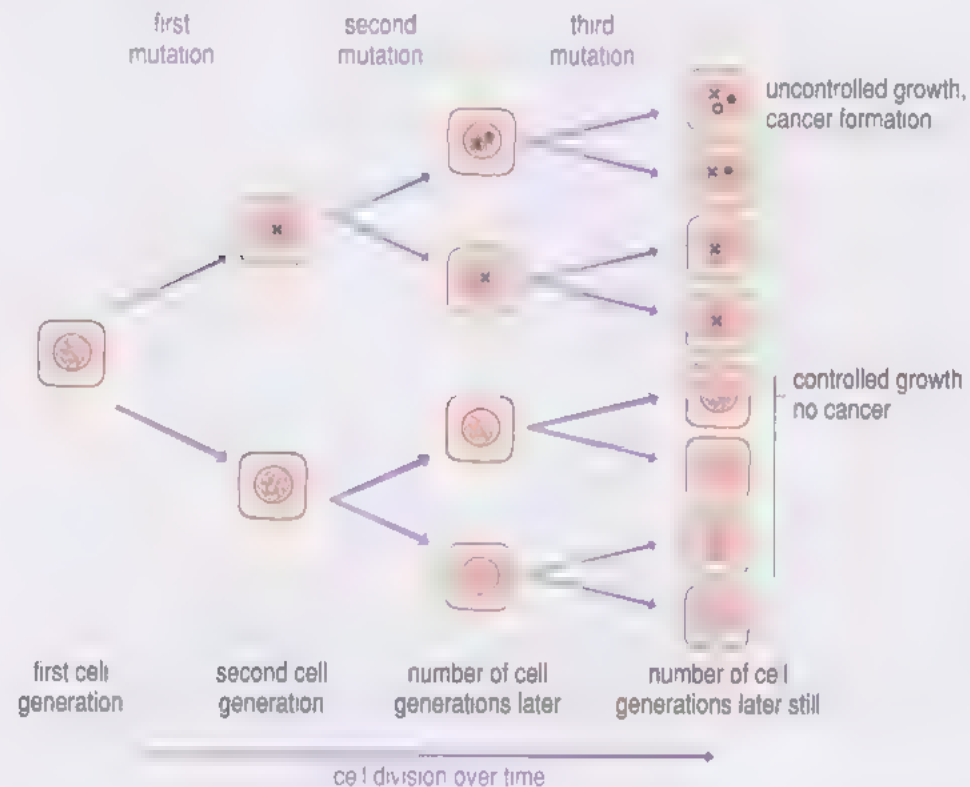 first
mutation
second
mutation
third
mutation
uncontrolled growth,
cancer formation
controlled growth
no cancer
first cell
generation
second cell
generation
number of cell
generations later
number of cell
generations later still
cell division over time